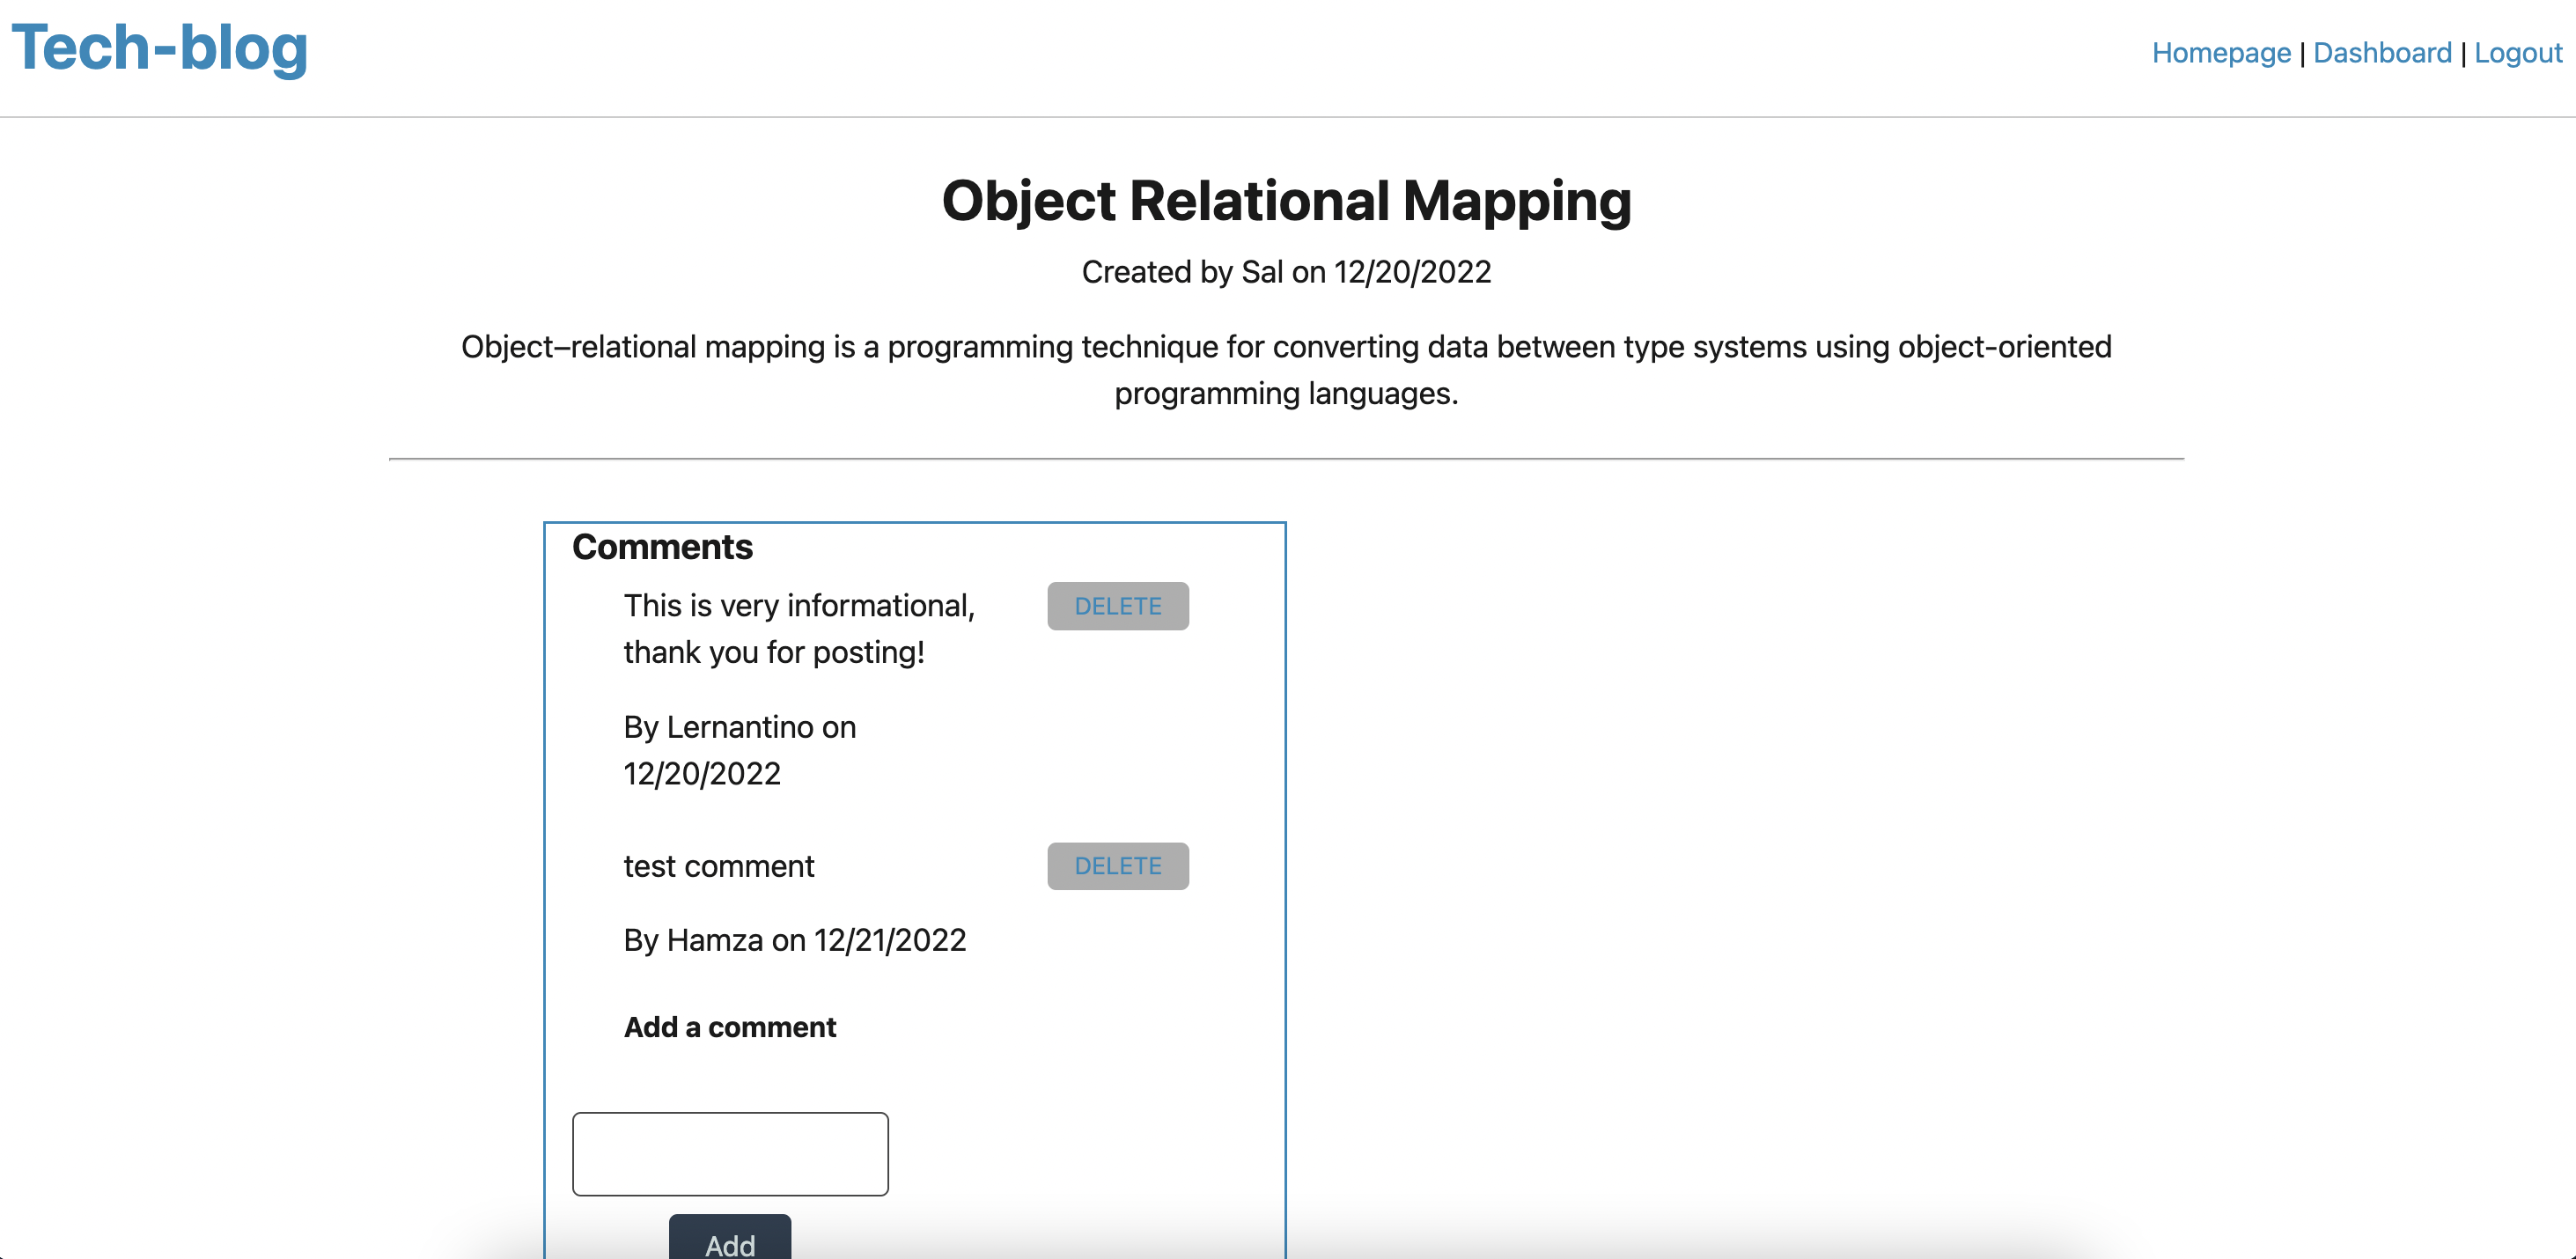 Tech-blog
Homepage | Dashboard | Logout
Object Relational Mapping
Created by Sal on 12/20/2022
Object–relational mapping is a programming technique for converting data between type systems using object-oriented
programming languages.
Comments
This is very informational,
thank you for posting!
DELETE
By Lernantino on
12/20/2022
test comment
DELETE
By Hamza on 12/21/2022
Add a comment
Add